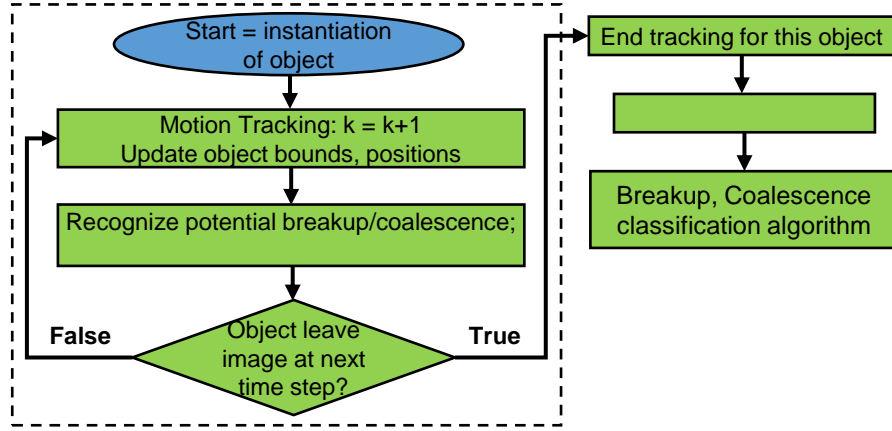 Start = instantiation
of object
Motion Tracking: k = k+1
Update object bounds, positions
Recognize potential breakup/coalescence;
Object leave
image at next
time step?
False
True
End tracking for this object
Breakup, Coalescence
classification algorithm